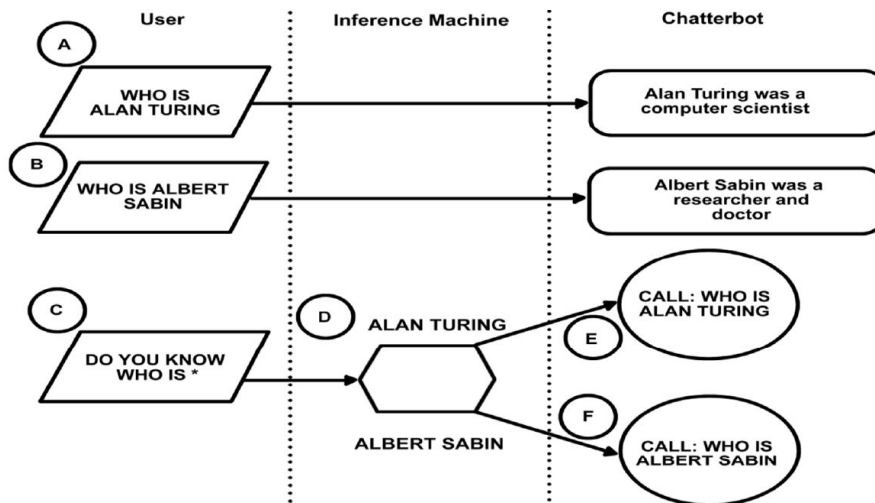 User
Inference Machine
Chatterbot
A
WHO IS
ALAN TURING
Alan Turing was a
computer scientist
B
WHO IS ALBERT
SABIN
Albert Sabin was a
researcher and
doctor
C
DO YOU KNOW
WHO IS *
D
ALAN TURING
ALBERT SABIN
E
CALL: WHO IS
ALAN TURING
F
CALL: WHO IS
ALBERT SABIN